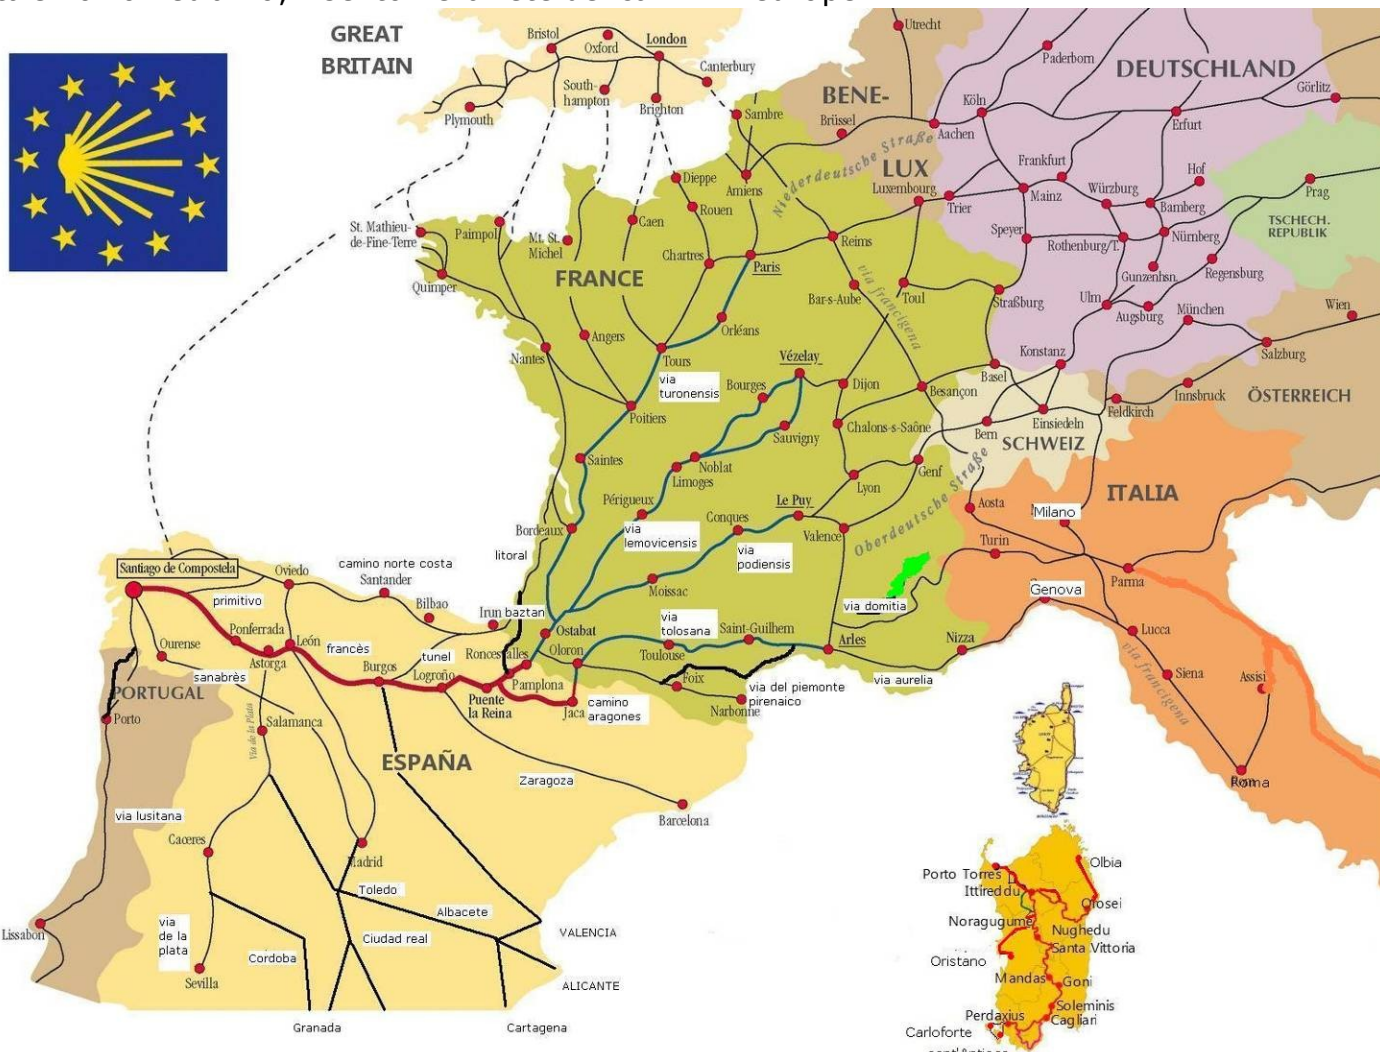 GREAT
BRITAIN
Bristol
Oxford
London
Canterbury
South-
hampton
Brighton
Plymouth
Utrecht
Paderborn
DEUTSCHLAND
Görlitz
BENE-
LUX
Brüssel
Köln
Aachen
Erfurt
Sambre
Niederdeutsche Straße
Frankfurt
Hof
Prag
Luxembourg
Trier
Mainz
Würzburg
Bamberg
TSCHECH.
REPUBLIK
Dieppe
Amiens
Rouen
St. Mathieu-
de-Fine-Terre
Paimpol
Caen
Mt. St.
Michel
Speyer
Rothenburg/T.
Nürnberg
Reims
Chartres
Paris
FRANCE
Gunzenhsn.
Regensburg
Quimper
Bar-s-Aube
Toul
via francigena
Straßburg
Ulm
Augsburg
München
Wien
Orléans
Angers
Nantes
Tours
Salzburg
Vézelay
Konstanz
Basel
via
turonensis
Bourges
Dijon
Besançon
Innsbruck
ÖSTERREICH
Feldkirch
Poitiers
Sauvigny
Chalons-s-Saône
Bern
Einsiedeln
SCHWEIZ
Saintes
Noblat
Limoges
Genf
Lyon
Oberdeutsche Straße
ITALIA
Périgueux
Le Puy
Conques
Aosta
Milano
Bordeaux
via
lemovicensis
Valence
Turin
litoral
via
podiensis
Santiago de Compostela
Oviedo
camino norte costa
Santander
Moissac
Parma
Genova
primitivo
Bilbao
Irun
baztan
via domitia
via
tolosana
Saint-Guilhem
Ponferrada
León
Ostabat
Lucca
Ourense
Astorga
francès
tunel
Roncesvalles
Oloron
Toulouse
Arles
Nizza
via francigena
sanabrès
Burgos
Logroño
Pamplona
Foix
via aurelia
Siena
Assisi
PORTUGAL
Puente
la Reina
Jaca
camino
aragones
Narbonne
via del piemonte
pirenaico
Porto
Via de la Plata
Salamanca
ESPAÑA
Zaragoza
Roma
via lusitana
Barcelona
Caceres
Madrid
Olbia
Porto Torres
Ittireddu
Toledo
Orosei
Albacete
Noragugume
Nughedu
Lissabon
via
de la
plata
Ciudad real
VALENCIA
Santa Vittoria
Cordoba
Oristano
Sevilla
Mandas
Goni
ALICANTE
Soleminis
Perdaxius
Cagliari
Granada
Cartagena
Carloforte